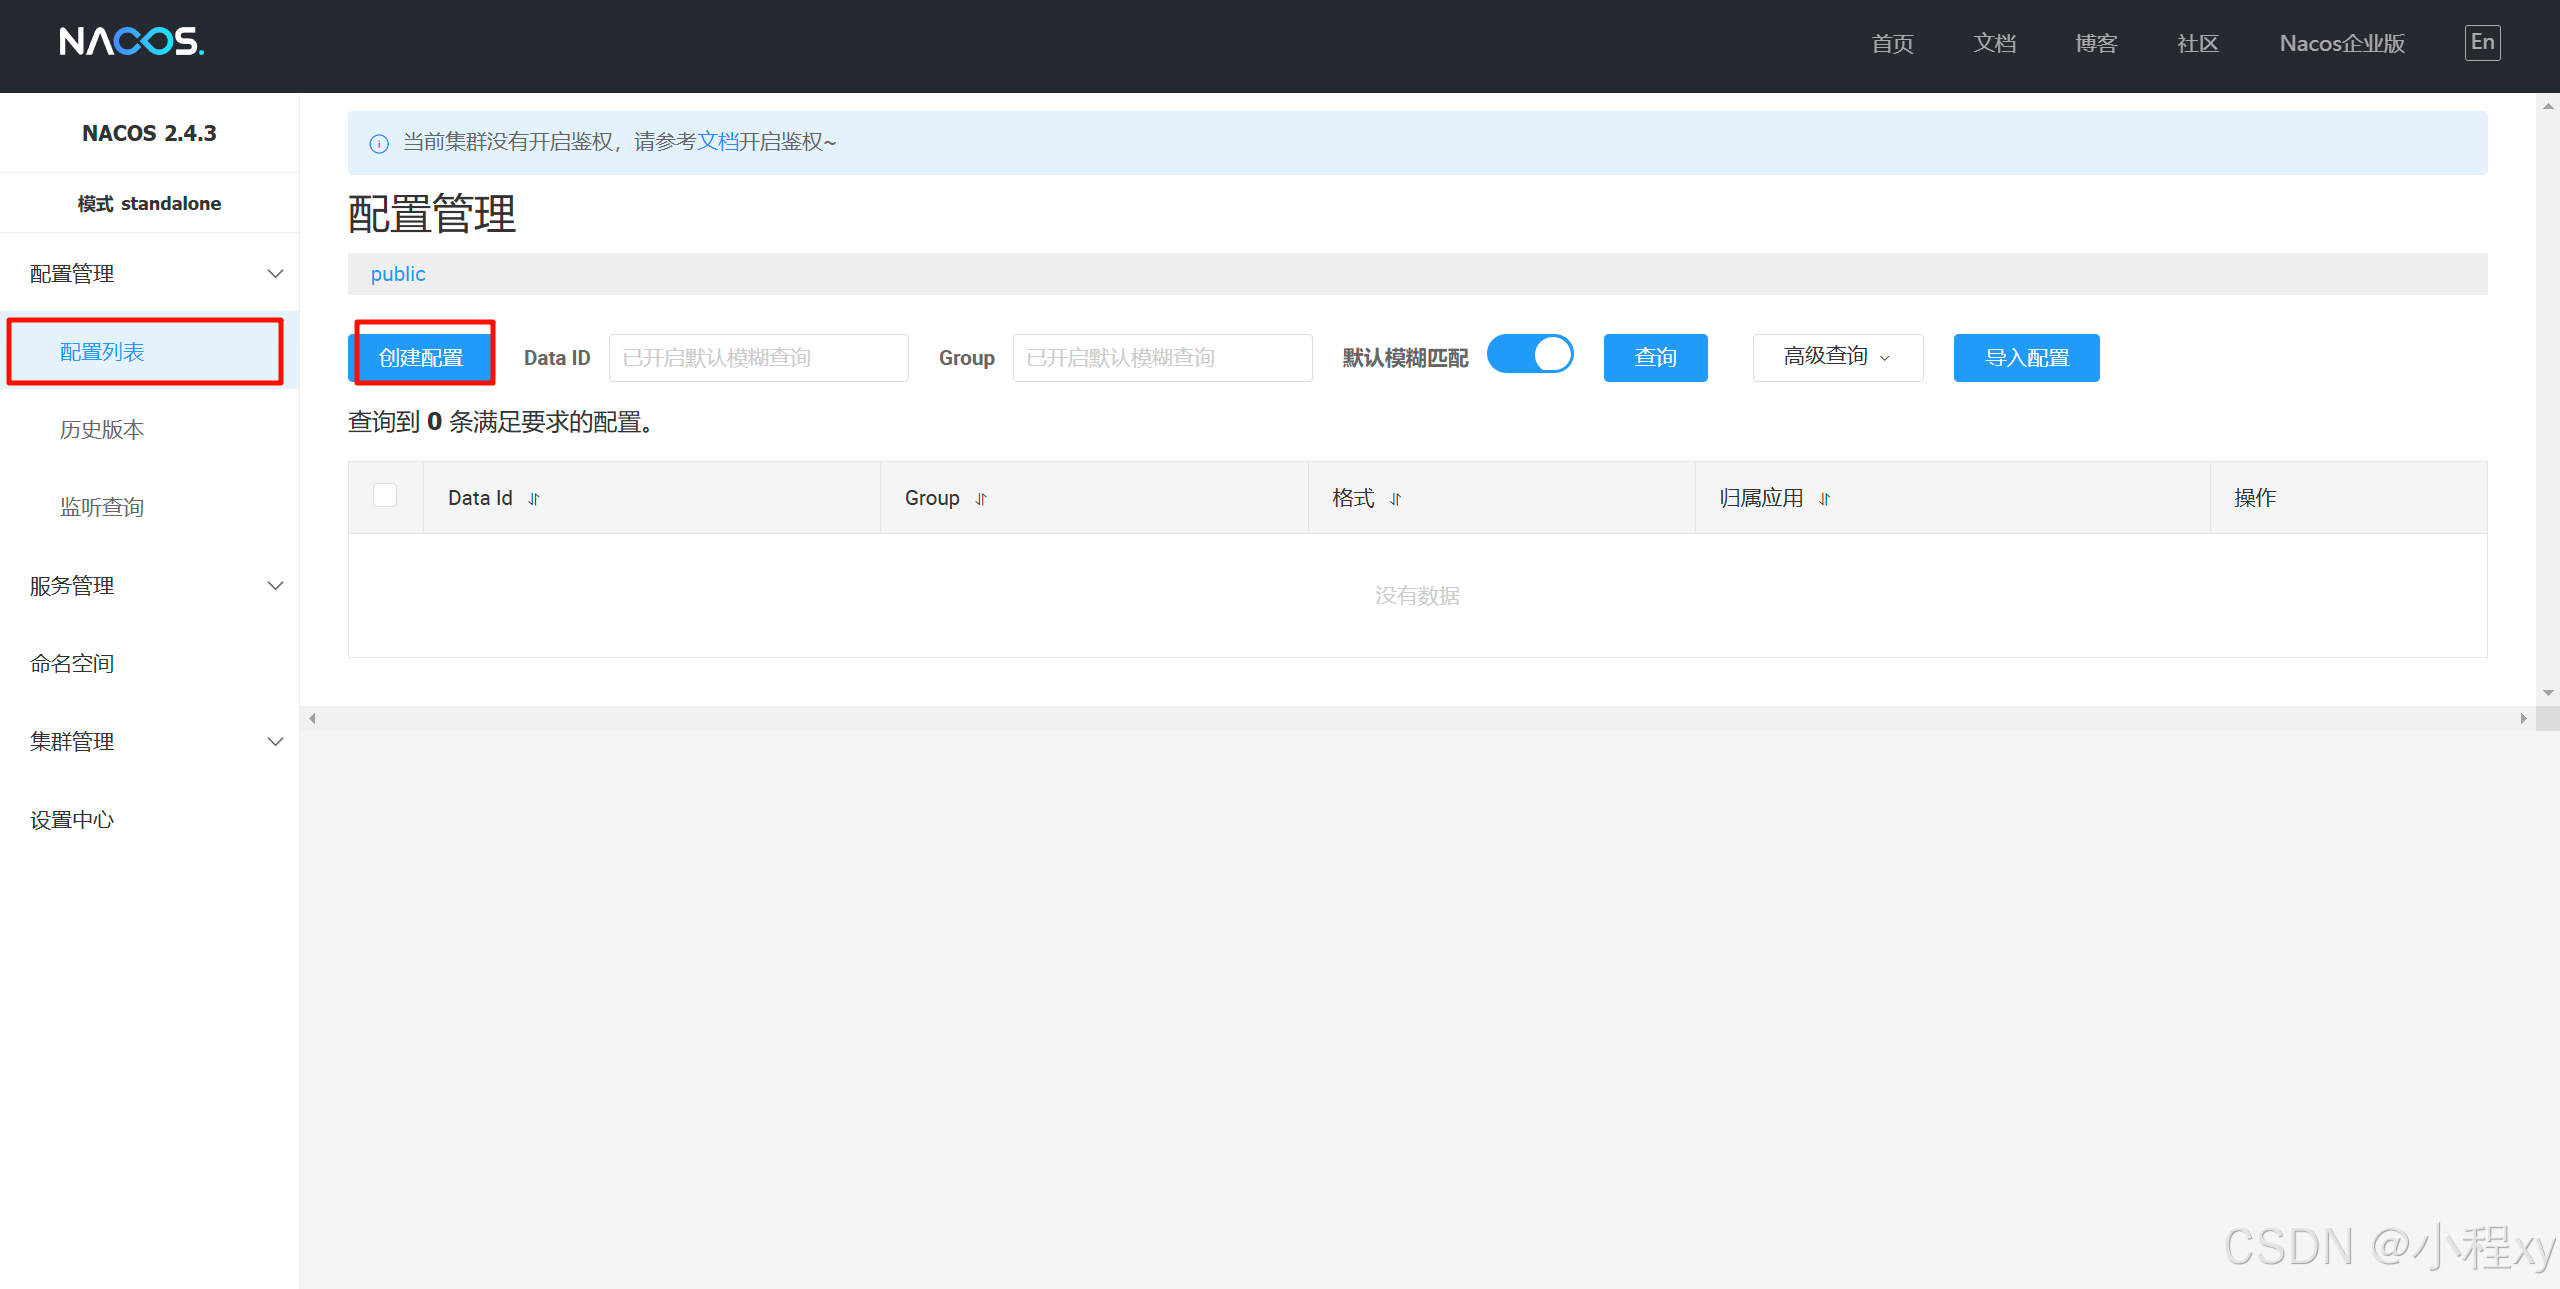 NACOS.
首页 文档 博客 社区 Nacos企业版 En
NACOS 2.4.3
模式 standalone
配置管理
配置列表
历史版本
监听查询
服务管理
命名空间
集群管理
设置中心
当前集群没有开启鉴权，请参考文档开启鉴权~
配置管理
public
创建配置 Data ID 已开启默认模糊查询 Group 已开启默认模糊查询 默认模糊匹配 查询 高级查询 导入配置
查询到 0 条满足要求的配置。
Data Id Group 格式 归属应用 操作
没有数据
CSDN @小程xy